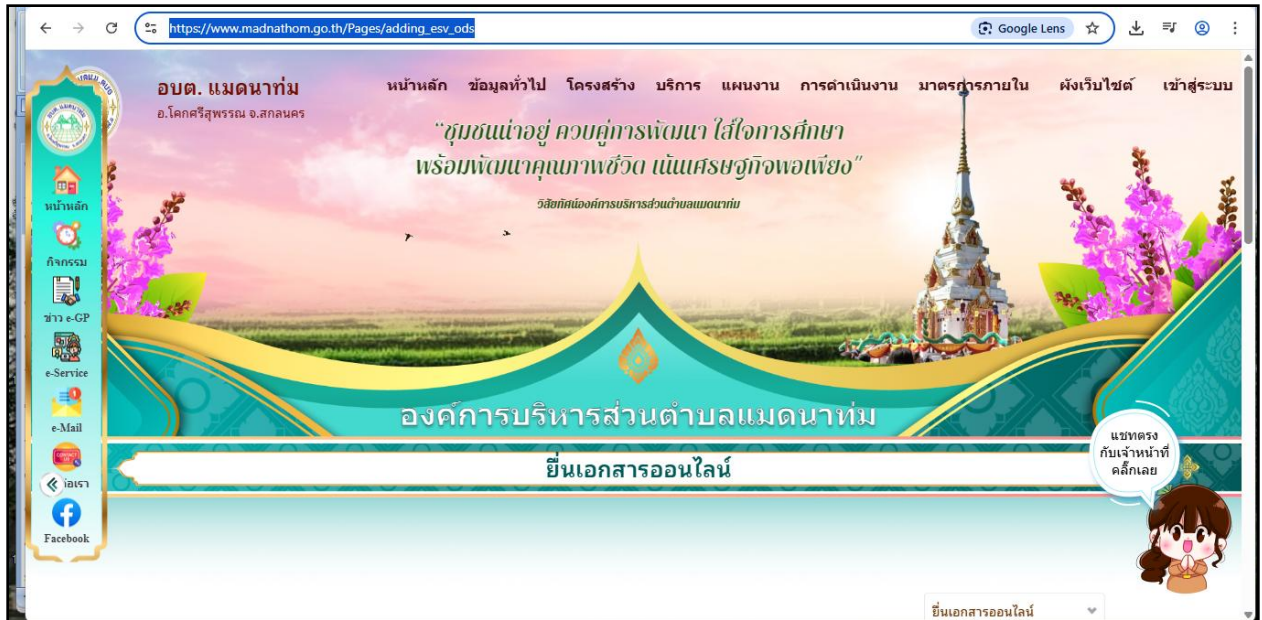 https://www.madnathom.go.th/Pages/adding_esv_ods
Google Lens
อบต. แมดนาท่ม
อ.โคกศรีสุพรรณ จ.สกลนคร
หน้าหลัก ข้อมูลทั่วไป โครงสร้าง บริการ แผนงาน การดำเนินงาน มาตรการภายใน ผังเว็บไซต์ เข้าสู่ระบบ
“ชุมชนน่าอยู่ ควบคู่การพัฒนา ใส่ใจการศึกษา
พร้อมพัฒนาคุณภาพชีวิต เน้นเศรษฐกิจพอเพียง”
วิสัยทัศน์องค์การบริหารส่วนตำบลแมดนาท่ม
หน้าหลัก
กิจกรรม
ข่าว e-GP
e-Service
e-Mail
Facebook
องค์การบริหารส่วนตำบลแมดนาท่ม
ยื่นเอกสารออนไลน์
แชทตรง
กับเจ้าหน้าที่
คลิ๊กเลย
ยื่นเอกสารออนไลน์